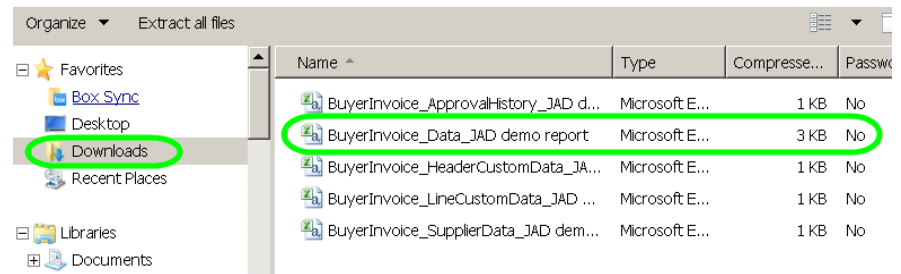 Organize Extract all files
Favorites
Box Sync
Desktop
Downloads
Recent Places
Libraries
Documents
Name Type Compresse... Passwo
BuyerInvoice_ApprovalHistory_JAD d... Microsoft E... 1 KB No
BuyerInvoice_Data_JAD demo report Microsoft E... 3 KB No
BuyerInvoice_HeaderCustomData_JA... Microsoft E... 1 KB No
BuyerInvoice_LineCustomData_JAD ... Microsoft E... 1 KB No
BuyerInvoice_SupplierData_JAD dem... Microsoft E... 1 KB No